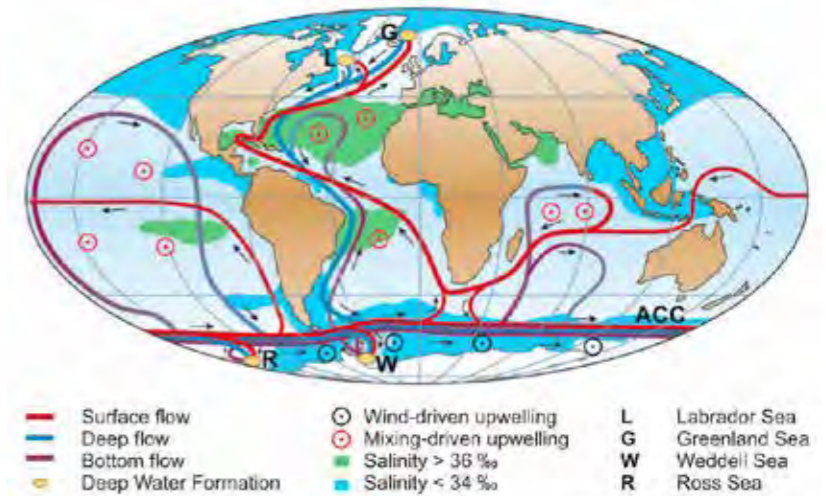 G
L
ACC
R
W
Surface flow
Deep flow
Bottom flow
Deep Water Formation
Wind-driven upwelling
Mixing-driven upwelling
Salinity > 36 ‰
Salinity < 34 ‰
L Labrador Sea
G Greenland Sea
W Weddell Sea
R Ross Sea